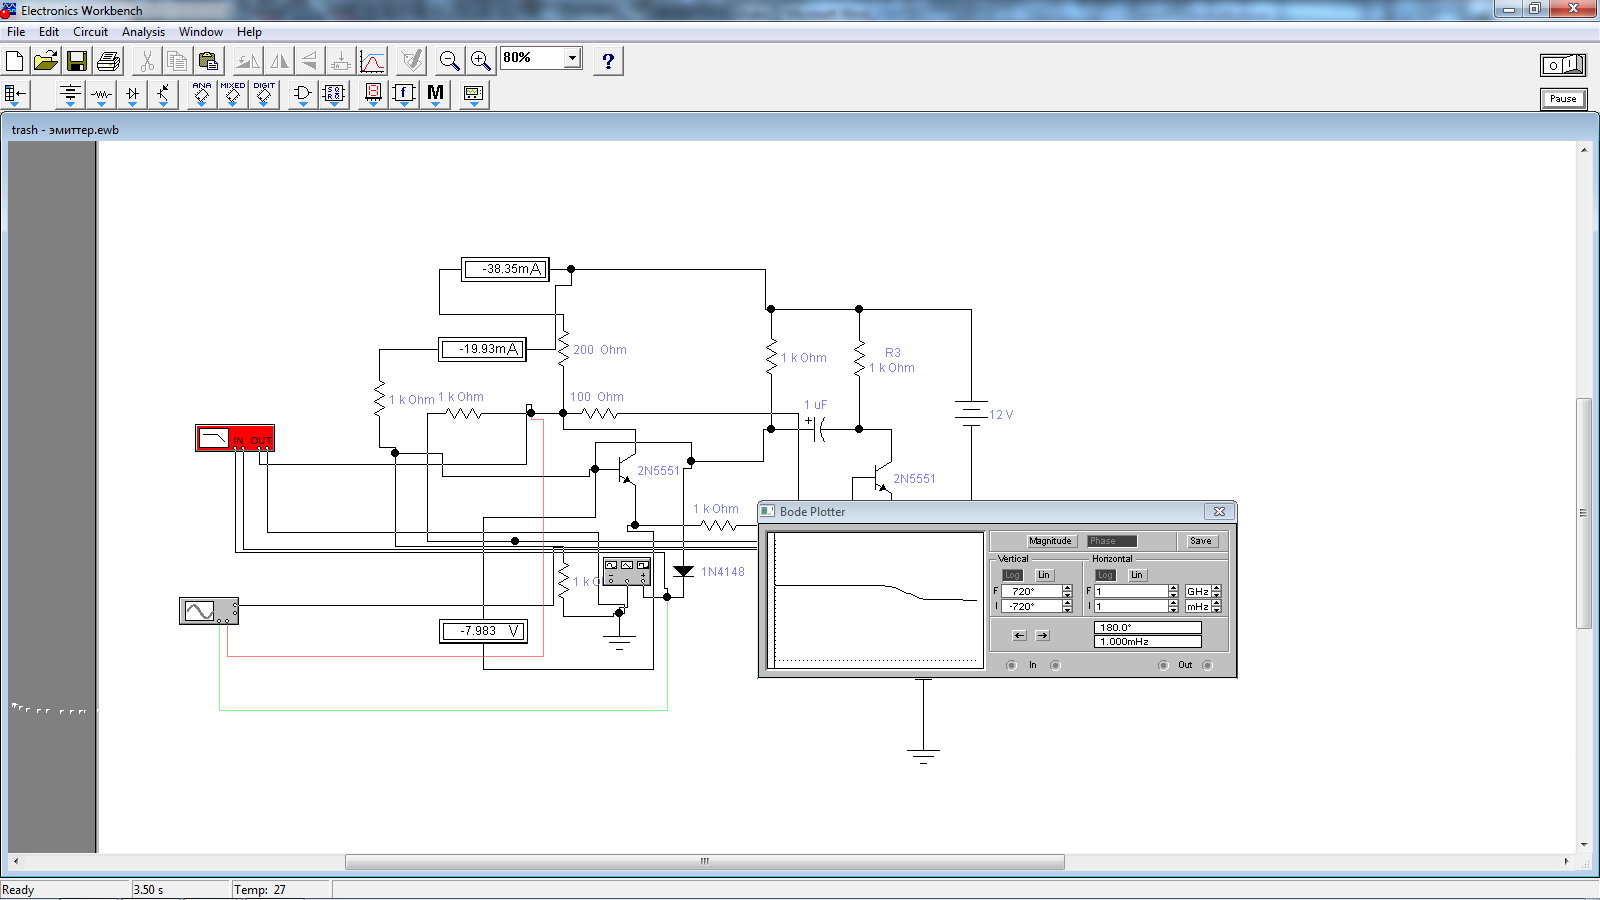 Electronics Workbench
File Edit Circuit Analysis Window Help
80%
?
O I
ANA MIXED DIGIT
f M
Pause
trash - эмиттер.ewb
-38.35mA
-19.93mA
200 Ohm
1 k Ohm
R3
1 k Ohm
1 k Ohm
1 k Ohm
100 Ohm
1 uF
+
12 V
IN OUT
2N5551
2N5551
1 k Ohm
1N4148
-7.983 V
Bode Plotter
Magnitude Phase Save
Vertical Horizontal
Log Lin Log Lin
F 720° F 1 GHz
I -720° I 1 mHz
← →
180.0°
1.000mHz
In Out
Ready 3.50 s Temp: 27